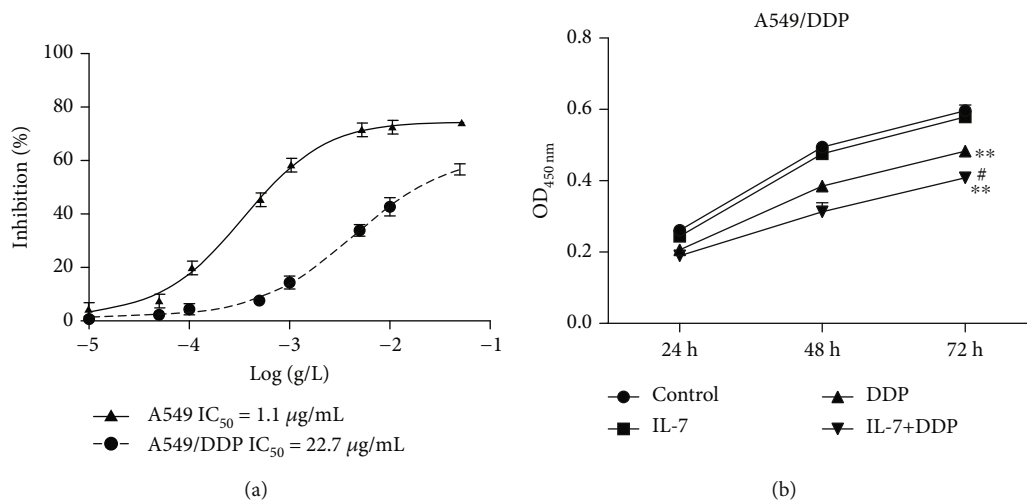 100
80
60
40
20
0
Inhibition (%)
−5
−4
−3
−2
−1
Log (g/L)
A549 IC50 = 1.1 μg/mL
A549/DDP IC50 = 22.7 μg/mL
(a)
A549/DDP
0.8
0.6
0.4
0.2
0.0
OD450 nm
**
#
**
24 h
48 h
72 h
Control
DDP
IL-7
IL-7+DDP
(b)